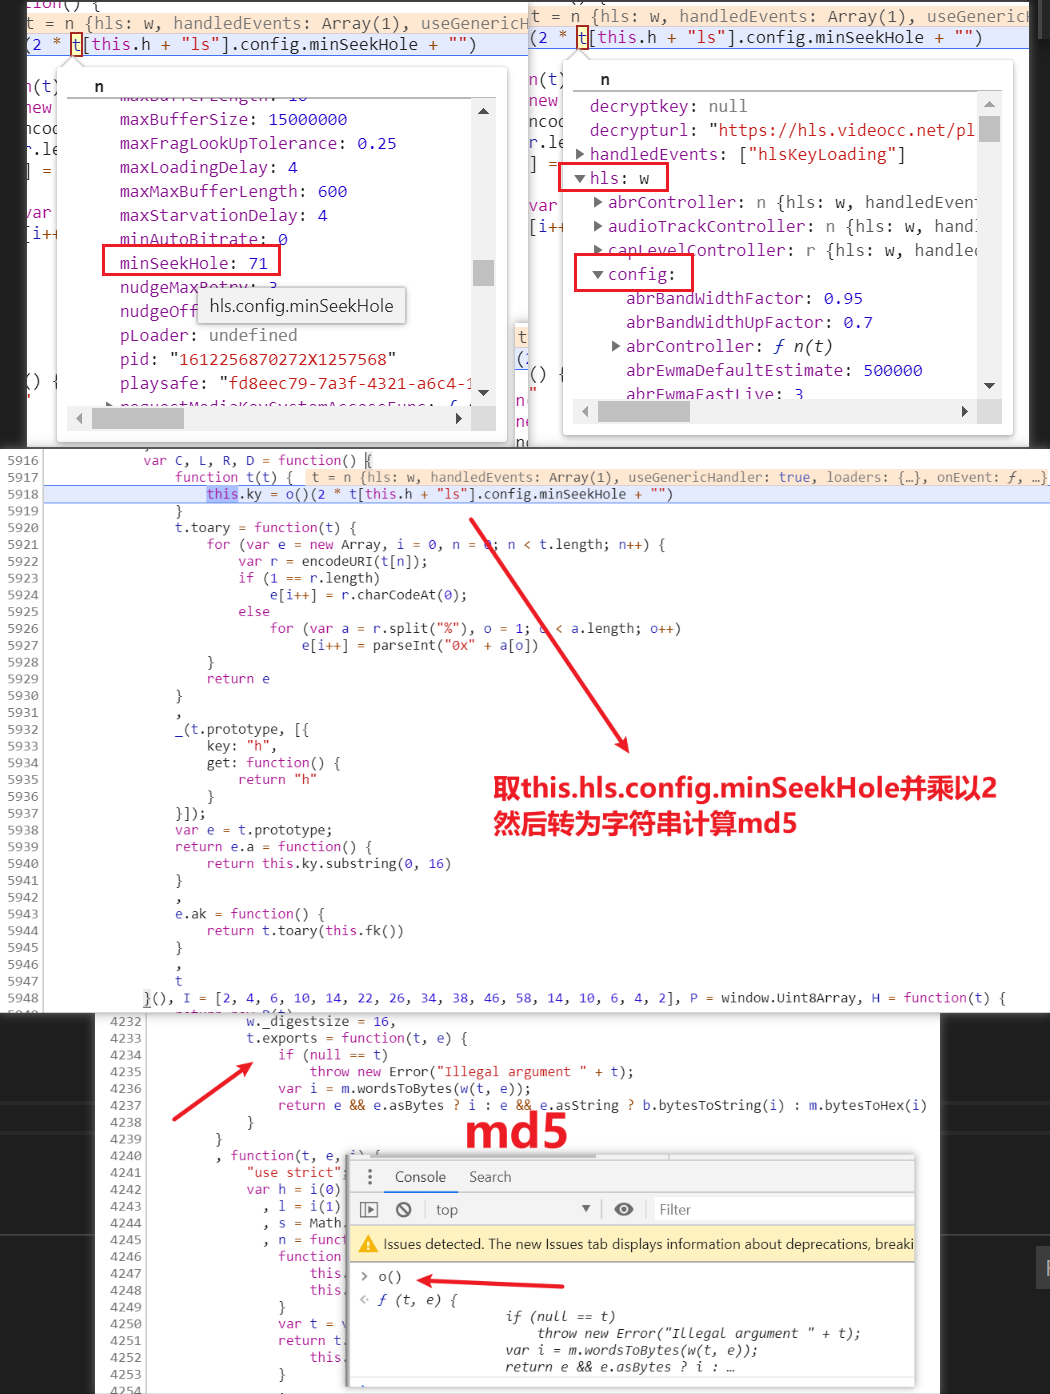 ion() {
t = n {hls: w, handledEvents: Array(1), useGenericH
(2 * t[this.h + "ls"].config.minSeekHole + "")
n
maxBufferLength: 10
maxBufferSize: 15000000
maxFragLookUpTolerance: 0.25
maxLoadingDelay: 4
maxMaxBufferLength: 600
maxStarvationDelay: 4
minAutoBitrate: 0
minSeekHole: 71
nudgeMaxRetry: 3
nudgeOff
hls.config.minSeekHole
pLoader: undefined
pid: "1612256870272X1257568"
playsafe: "fd8eec79-7a3f-4321-a6c4-1
requestMediaKeySystemAccessFunc: ƒ
t = n {hls: w, handledEvents: Array(1), useGeneric
(2 * t[this.h + "ls"].config.minSeekHole + "")
n
decryptkey: null
decrypturl: "https://hls.videocc.net/pl
handledEvents: ["hlsKeyLoading"]
hls: w
abrController: n {hls: w, handledEven
audioTrackController: n {hls: w, hand
capLevelController: r {hls: w, handle
config:
abrBandWidthFactor: 0.95
abrBandWidthUpFactor: 0.7
abrController: ƒ n(t)
abrEwmaDefaultEstimate: 500000
abrEwmaFastLive: 3
5916 var C, L, R, D = function() {
5917 function t(t) { t = n {hls: w, handledEvents: Array(1), useGenericHandler: true, loaders: {…}, onEvent: ƒ, …}
5918 this.ky = o()(2 * t[this.h + "ls"].config.minSeekHole + "")
5919 }
5920 t.toary = function(t) {
5921 for (var e = new Array, i = 0, n = 0; n < t.length; n++) {
5922 var r = encodeURI(t[n]);
5923 if (1 == r.length)
5924 e[i++] = r.charCodeAt(0);
5925 else
5926 for (var a = r.split("%"), o = 1; o < a.length; o++)
5927 e[i++] = parseInt("0x" + a[o])
5928 }
5929 return e
5930 }
5931 ,
5932 _(t.prototype, [{
5933 key: "h",
5934 get: function() {
5935 return "h"
5936 }
5937 }]);
5938 var e = t.prototype;
5939 return e.a = function() {
5940 return this.ky.substring(0, 16)
5941 }
5942 ,
5943 e.ak = function() {
5944 return t.toary(this.fk())
5945 }
5946 ,
5947 t
5948 }(), I = [2, 4, 6, 10, 14, 22, 26, 34, 38, 46, 58, 14, 10, 6, 4, 2], P = window.Uint8Array, H = function(t) {
取this.hls.config.minSeekHole并乘以2
然后转为字符串计算md5
4232 w._digestsize = 16,
4233 t.exports = function(t, e) {
4234 if (null == t)
4235 throw new Error("Illegal argument " + t);
4236 var i = m.wordsToBytes(w(t, e));
4237 return e && e.asBytes ? i : e && e.asString ? b.bytesToString(i) : m.bytesToHex(i)
4238 }
4239 }
4240 , function(t, e, i) {
4241 "use strict";
4242 var h = i(0)
4243 , l = i(1)
4244 , s = Math.
4245 , n = funct
4246 function
4247 this.
4248 this.
4249 }
4250 var t = v
4251 return t.
4252 this.
4253 }
4254
md5
Console Search
top Filter
Issues detected. The new Issues tab displays information about deprecations, breaki
o()
ƒ (t, e) {
if (null == t)
throw new Error("Illegal argument " + t);
var i = m.wordsToBytes(w(t, e));
return e && e.asBytes ? i : …